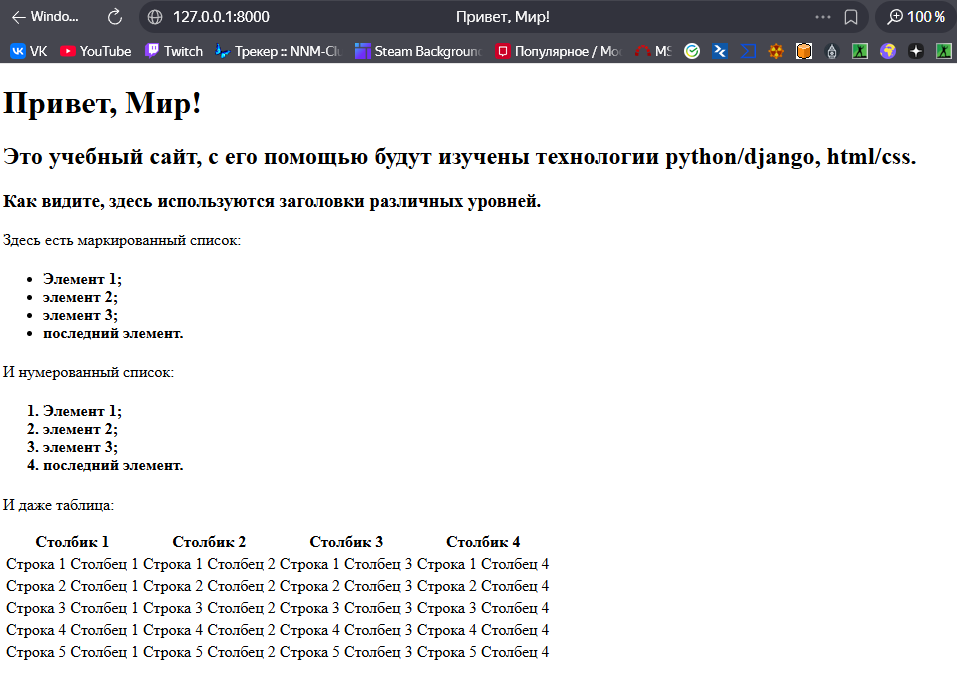 Windo... 127.0.0.1:8000 Привет, Мир! 100 %
VK YouTube Twitch Трекер :: NNM-Clu Steam Backgroun Популярное / Мо MS
Привет, Мир!
Это учебный сайт, с его помощью будут изучены технологии python/django, html/css.
Как видите, здесь используются заголовки различных уровней.
Здесь есть маркированный список:
• Элемент 1;
• элемент 2;
• элемент 3;
• последний элемент.
И нумерованный список:
1. Элемент 1;
2. элемент 2;
3. элемент 3;
4. последний элемент.
И даже таблица:
Столбик 1 Столбик 2 Столбик 3 Столбик 4
Строка 1 Столбец 1 Строка 1 Столбец 2 Строка 1 Столбец 3 Строка 1 Столбец 4
Строка 2 Столбец 1 Строка 2 Столбец 2 Строка 2 Столбец 3 Строка 2 Столбец 4
Строка 3 Столбец 1 Строка 3 Столбец 2 Строка 3 Столбец 3 Строка 3 Столбец 4
Строка 4 Столбец 1 Строка 4 Столбец 2 Строка 4 Столбец 3 Строка 4 Столбец 4
Строка 5 Столбец 1 Строка 5 Столбец 2 Строка 5 Столбец 3 Строка 5 Столбец 4